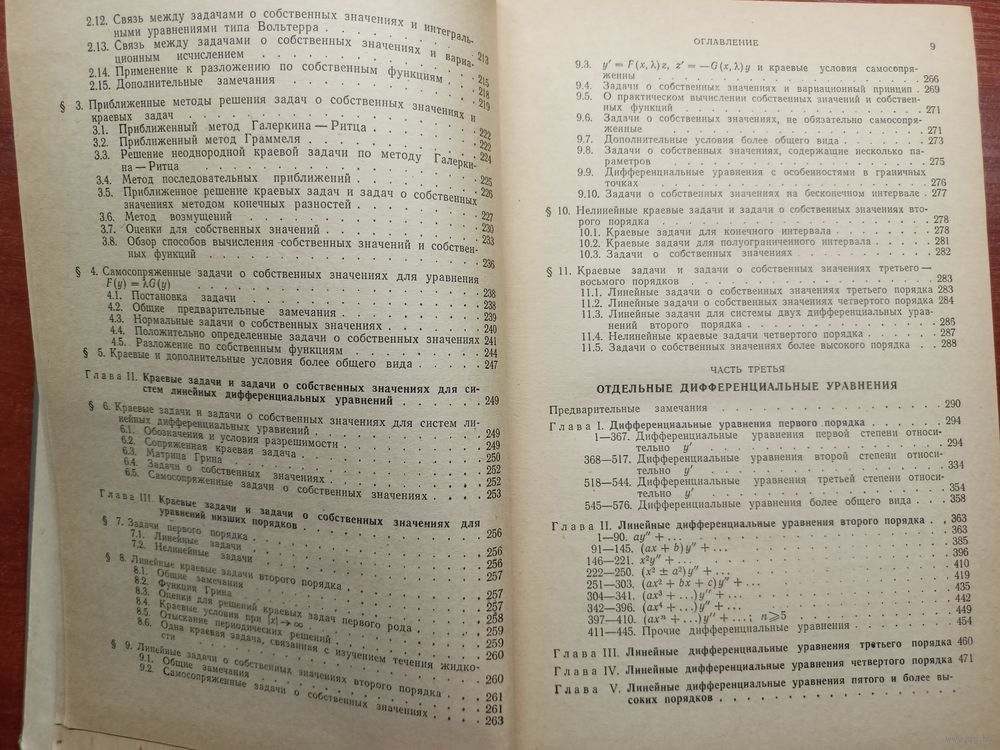 2.12. Связь между задачами о собственных значениях и интеграль-
ными уравнениями типа Вольтерра . . . 213
2.13. Связь между задачами о собственных значениях и вариа-
ционным исчислением . . . 215
2.14. Применение к разложению по собственным функциям . . . 218
2.15. Дополнительные замечания . . . 219
§ 3. Приближенные методы решения задач о собственных значениях и
краевых задач . . . 222
3.1. Приближенный метод Галеркина — Ритца . . . 222
3.2. Приближенный метод Граммеля . . . 224
3.3. Решение неоднородной краевой задачи по методу Галерки-
на — Ритца . . . 225
3.4. Метод последовательных приближений . . . 226
3.5. Приближенное решение краевых задач и задач о собственных
значениях методом конечных разностей . . . 227
3.6. Метод возмущений . . . 230
3.7. Оценки для собственных значений . . . 233
3.8. Обзор способов вычисления собственных значений и собствен-
ных функций . . . 236
§ 4. Самосопряженные задачи о собственных значениях для уравнения
F(y) = λG(y) . . . 238
4.1. Постановка задачи . . . 238
4.2. Общие предварительные замечания . . . 239
4.3. Нормальные задачи о собственных значениях . . . 240
4.4. Положительно определенные задачи о собственных значениях 241
4.5. Разложение по собственным функциям . . . 244
§ 5. Краевые и дополнительные условия более общего вида . . . 247
Глава II. Краевые задачи и задачи о собственных значениях для си-
стем линейных дифференциальных уравнений . . . 249
§ 6. Краевые задачи и задачи о собственных значениях для систем ли-
нейных дифференциальных уравнений . . . 249
6.1. Обозначения и условия разрешимости . . . 249
6.2. Сопряженная краевая задача . . . 250
6.3. Матрица Грина . . . 252
6.4. Задачи о собственных значениях . . . 252
6.5. Самосопряженные задачи о собственных значениях . . . 253
Глава III. Краевые задачи и задачи о собственных значениях для
уравнений низших порядков . . . 256
§ 7. Задачи первого порядка . . . 256
7.1. Линейные задачи . . . 256
7.2. Нелинейные задачи . . . 257
§ 8. Линейные краевые задачи второго порядка . . . 257
8.1. Общие замечания . . . 257
8.2. Функция Грина . . . 258
8.3. Оценки для решений краевых задач первого рода . . . 259
8.4. Краевые условия при |x| → ∞ . . . 259
8.5. Отыскание периодических решений . . . 260
8.6. Одна краевая задача, связанная с изучением течения жидко-
сти . . . 260
§ 9. Линейные задачи о собственных значениях второго порядка . . . 261
9.1. Общие замечания . . . 261
9.2. Самосопряженные задачи о собственных значениях . . . 263
ОГЛАВЛЕНИЕ 9
9.3. y′ = F(x, λ)z, z′ = −G(x, λ)y и краевые условия самосопря-
женны . . . 266
9.4. Задачи о собственных значениях и вариационный принцип . 269
9.5. О практическом вычислении собственных значений и собствен-
ных функций . . . 271
9.6. Задачи о собственных значениях, не обязательно самосопря-
женные . . . 271
9.7. Дополнительные условия более общего вида . . . 273
9.8. Задачи о собственных значениях, содержащие несколько па-
раметров . . . 275
9.9. Дифференциальные уравнения с особенностями в граничных
точках . . . 276
9.10. Задачи о собственных значениях на бесконечном интервале . 277
§ 10. Нелинейные краевые задачи и задачи о собственных значениях вто-
рого порядка . . . 278
10.1. Краевые задачи для конечного интервала . . . 278
10.2. Краевые задачи для полуограниченного интервала . . . 281
10.3. Задачи о собственных значениях . . . 282
§ 11. Краевые задачи и задачи о собственных значениях третьего —
восьмого порядков . . . 283
11.1. Линейные задачи о собственных значениях третьего порядка 283
11.2. Линейные задачи о собственных значениях четвертого порядка 284
11.3. Линейные задачи для системы двух дифференциальных урав-
нений второго порядка . . . 286
11.4. Нелинейные краевые задачи четвертого порядка . . . 287
11.5. Задачи о собственных значениях более высокого порядка . . 288
ЧАСТЬ ТРЕТЬЯ
ОТДЕЛЬНЫЕ ДИФФЕРЕНЦИАЛЬНЫЕ УРАВНЕНИЯ
Предварительные замечания . . . 290
Глава I. Дифференциальные уравнения первого порядка . . . 294
1—367. Дифференциальные уравнения первой степени относи-
тельно y′ . . . 294
368—517. Дифференциальные уравнения второй степени относи-
тельно y′ . . . 334
518—544. Дифференциальные уравнения третьей степени относи-
тельно y′ . . . 354
545—576. Дифференциальные уравнения более общего вида . . . 358
Глава II. Линейные дифференциальные уравнения второго порядка . . 363
1—90. ay″ + ... 363
91—145. (ax + b)y″ + ... 385
146—221. x²y″ + ... 396
222—250. (x² ± a²)y″ + ... 410
251—303. (ax² + bx + c)y″ + ... 419
304—341. (ax³ + ...)y″ + ... 435
342—396. (ax⁴ + ...)y″ + ... 442
397—410. (axⁿ + ...)y″ + ...; n ⩾ 5 449
411—445. Прочие дифференциальные уравнения . . . 454
Глава III. Линейные дифференциальные уравнения третьего порядка 460
Глава IV. Линейные дифференциальные уравнения четвертого порядка 471
Глава V. Линейные дифференциальные уравнения пятого и более вы-
соких порядков . . .